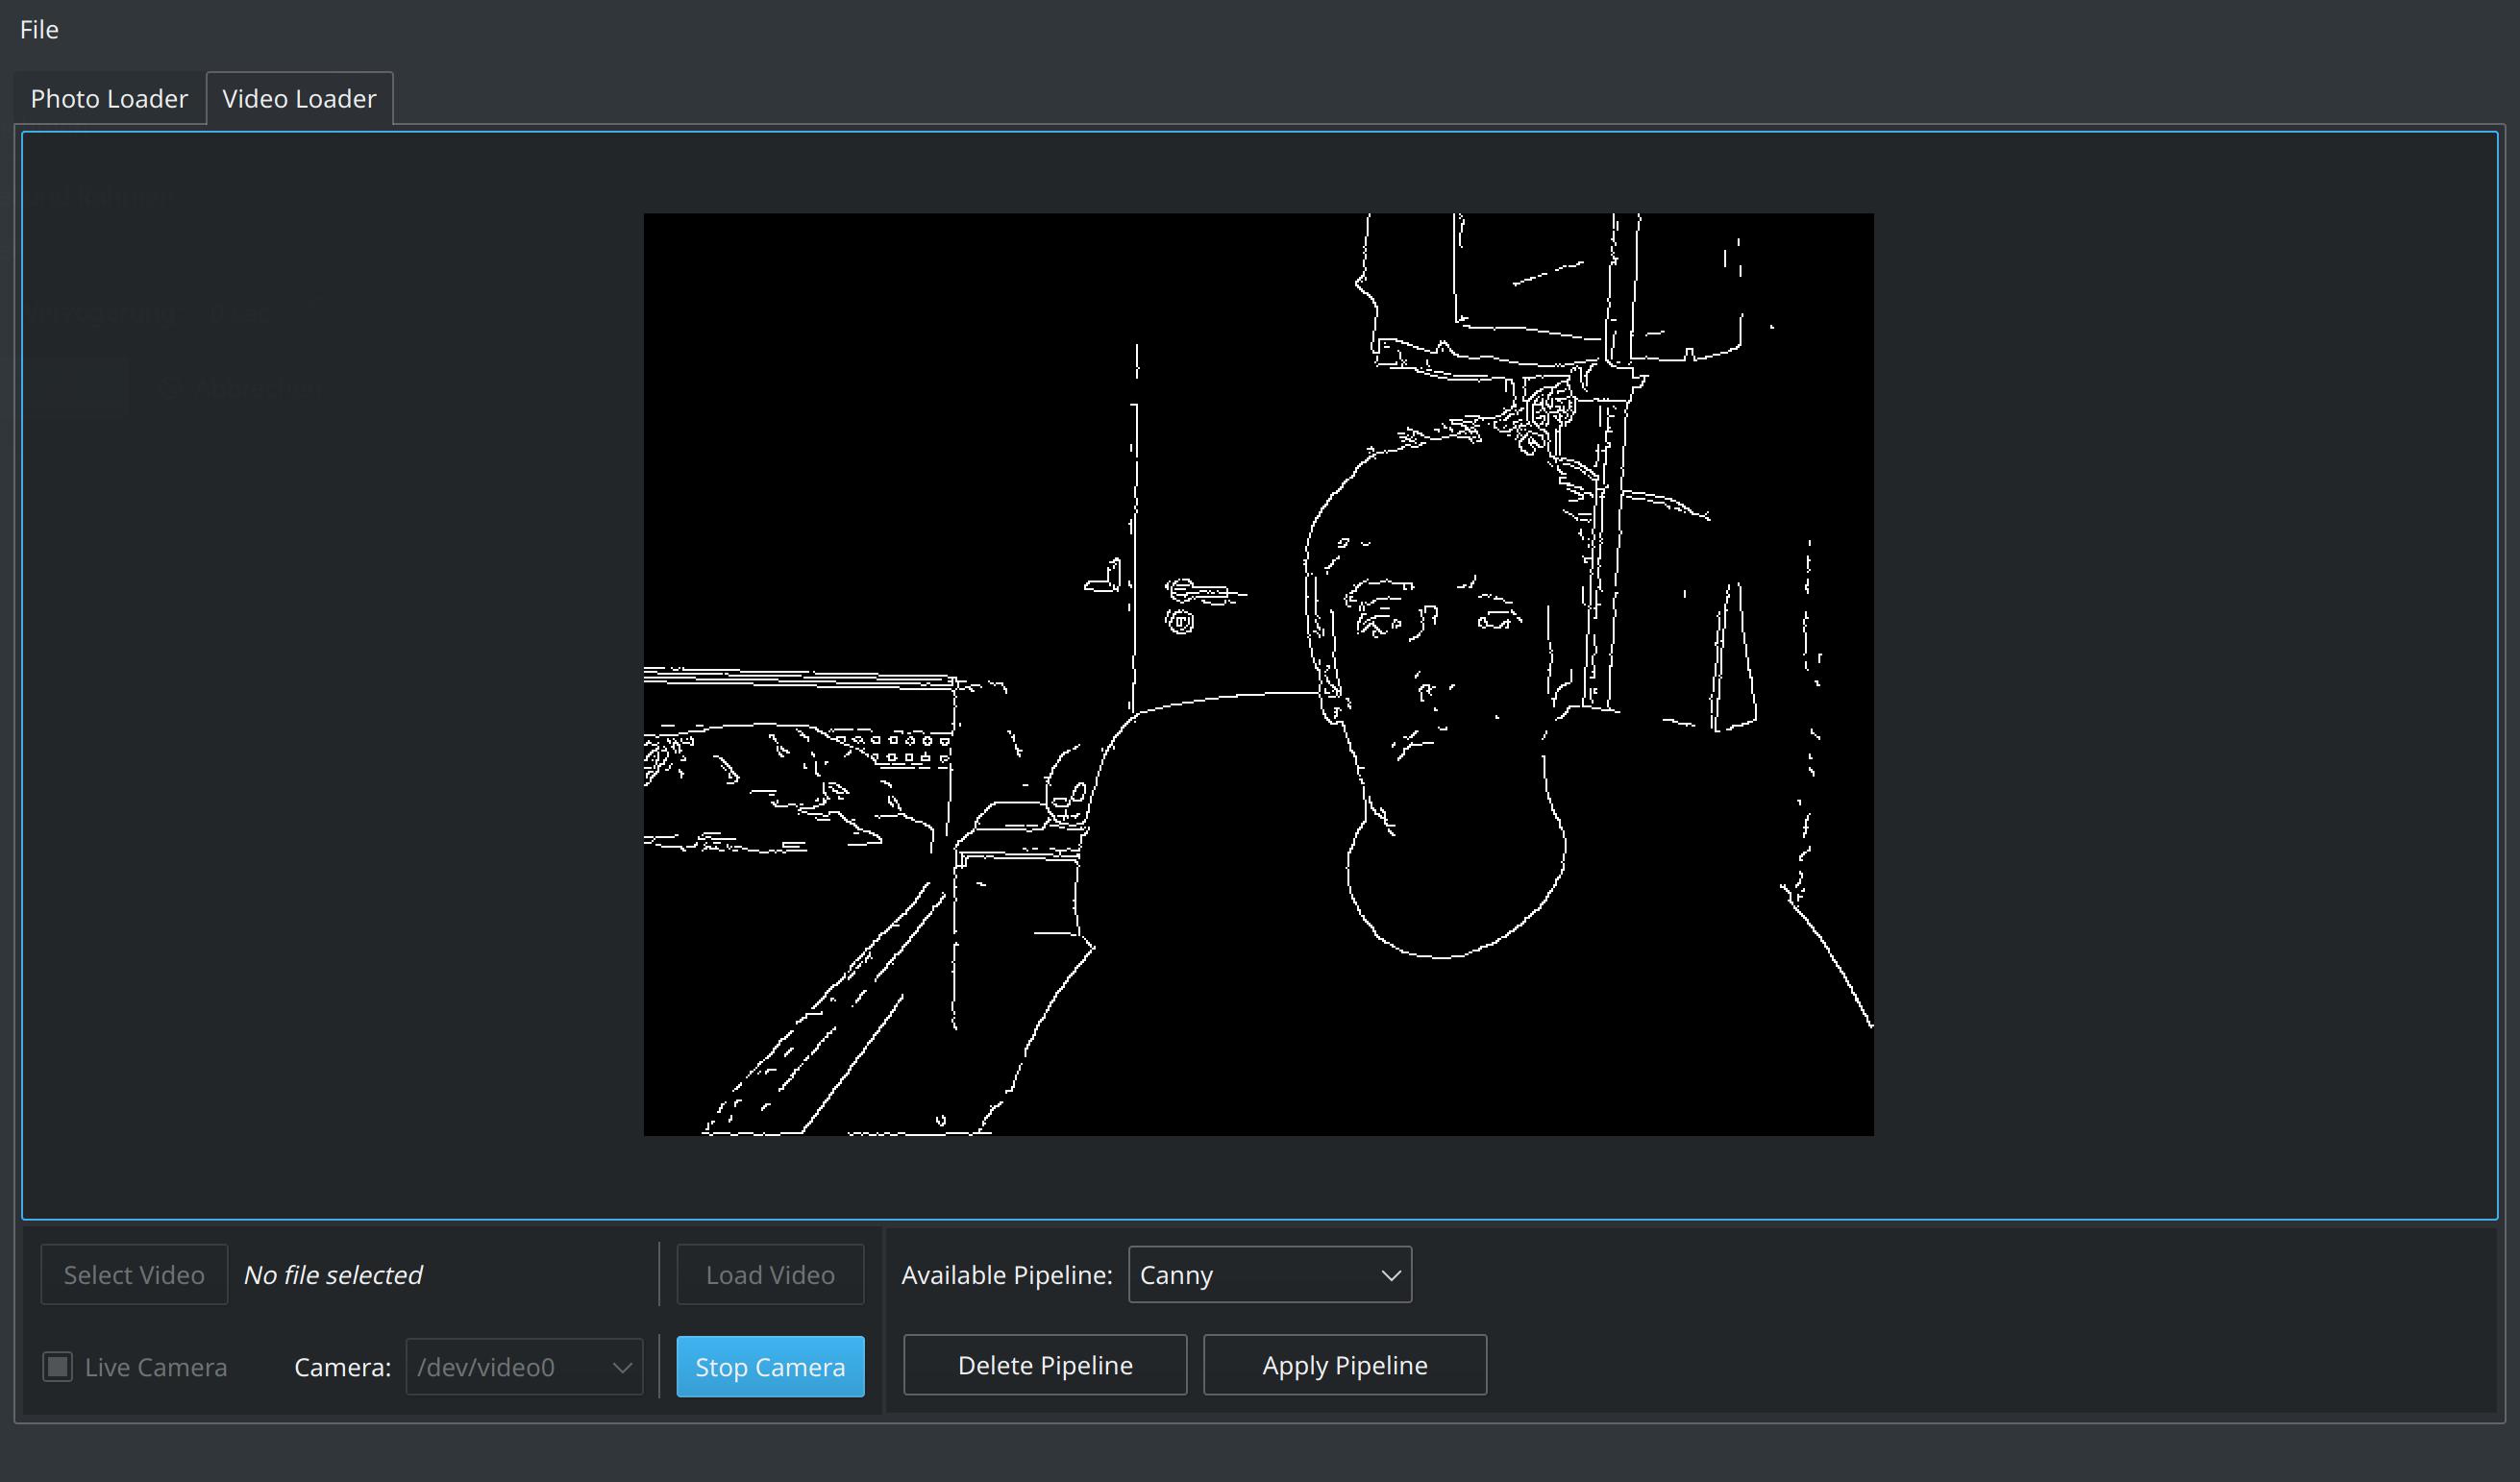 File
Photo Loader
Video Loader
Select Video
No file selected
Load Video
Available Pipeline:
Canny
Live Camera
Camera:
/dev/video0
Stop Camera
Delete Pipeline
Apply Pipeline